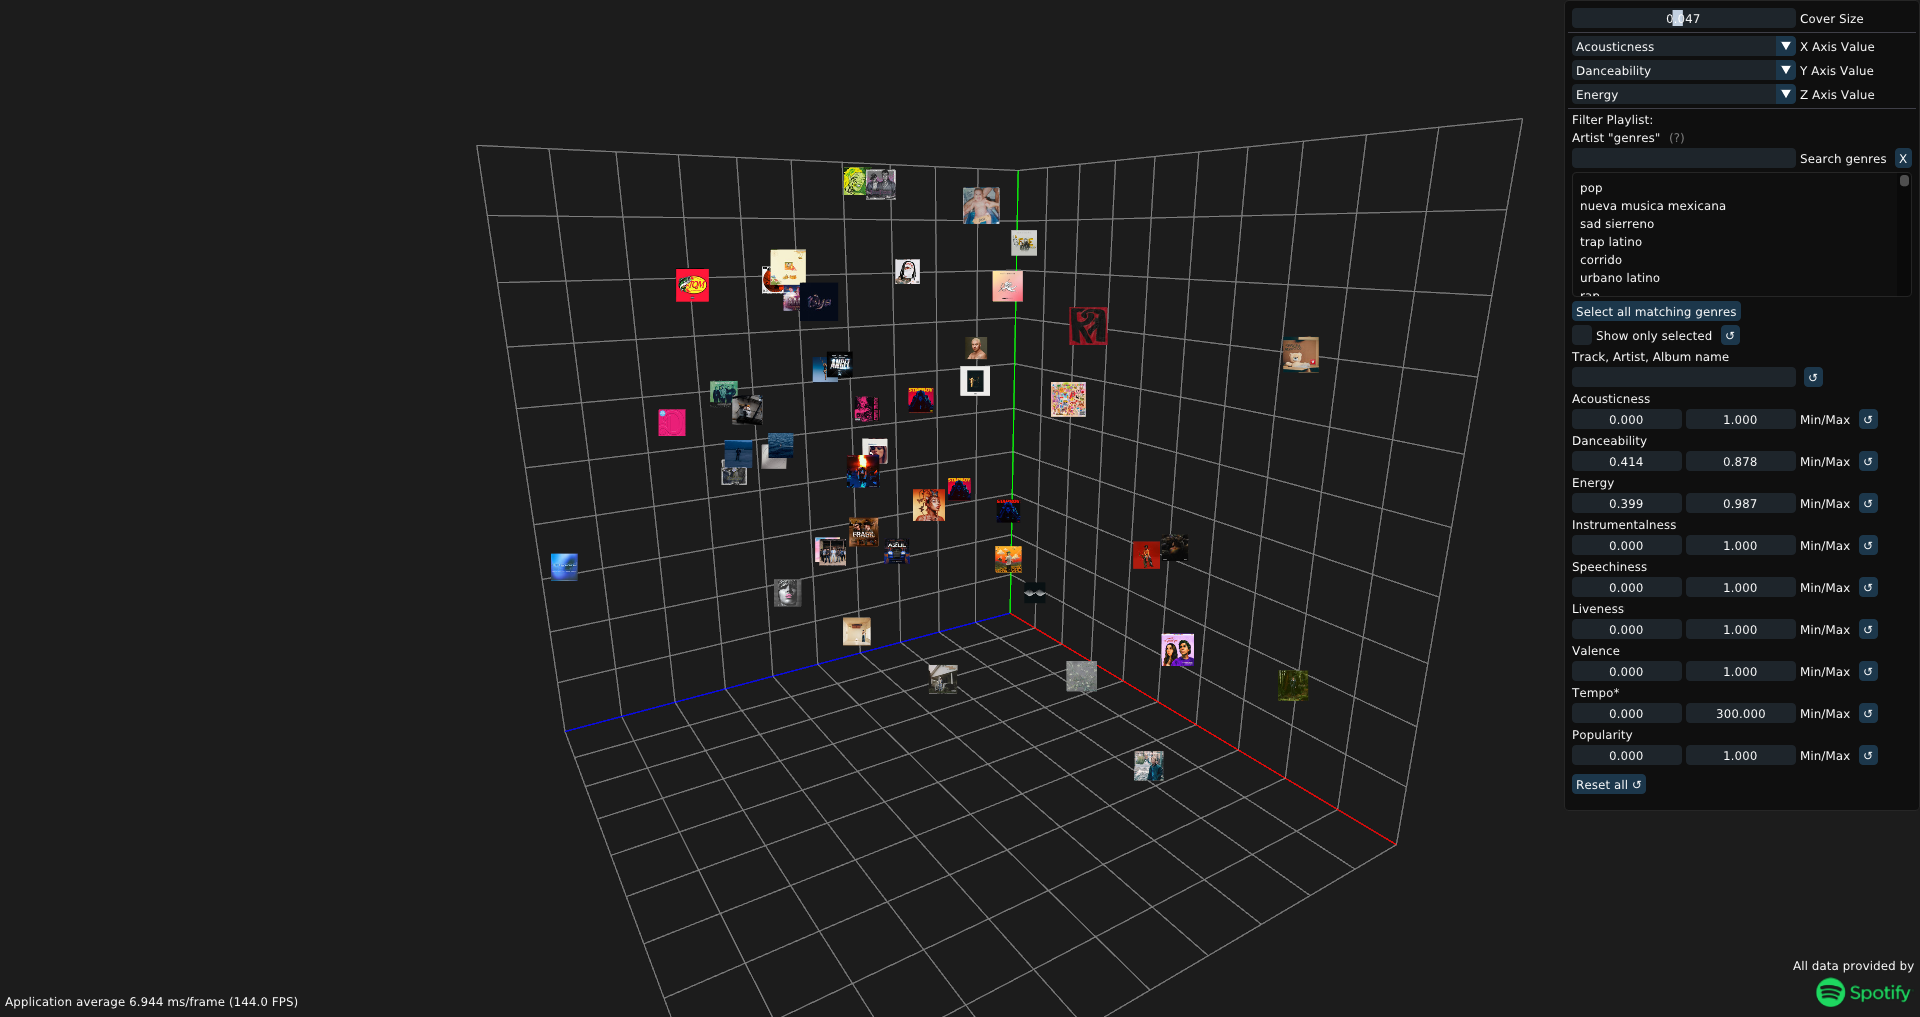 0.047 Cover Size
Acousticness ▼ X Axis Value
Danceability ▼ Y Axis Value
Energy ▼ Z Axis Value
Filter Playlist:
Artist "genres" (?)
Search genres X
pop
nueva musica mexicana
sad sierreno
trap latino
corrido
urbano latino
rap
Select all matching genres
Show only selected ↺
Track, Artist, Album name
↺
Acousticness
0.000 1.000 Min/Max ↺
Danceability
0.414 0.878 Min/Max ↺
Energy
0.399 0.987 Min/Max ↺
Instrumentalness
0.000 1.000 Min/Max ↺
Speechiness
0.000 1.000 Min/Max ↺
Liveness
0.000 1.000 Min/Max ↺
Valence
0.000 1.000 Min/Max ↺
Tempo*
0.000 300.000 Min/Max ↺
Popularity
0.000 1.000 Min/Max ↺
Reset all ↺
TQM
STARBOY
STARBOY
FRÁGIL
AZUL
All data provided by
Spotify
Application average 6.944 ms/frame (144.0 FPS)